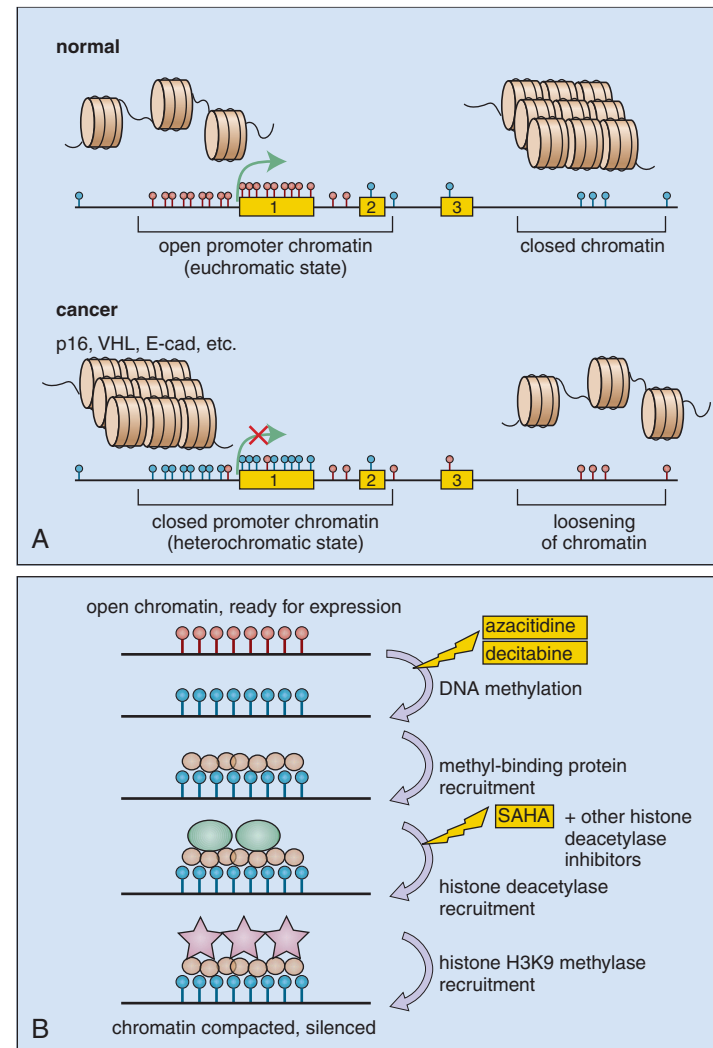 normal
1
2
3
open promoter chromatin
(euchromatic state)
closed chromatin
cancer
p16, VHL, E-cad, etc.
1
2
3
closed promoter chromatin
(heterochromatic state)
loosening
of chromatin
A
open chromatin, ready for expression
azacitidine
decitabine
DNA methylation
methyl-binding protein
recruitment
SAHA + other histone
deacetylase
inhibitors
histone deacetylase
recruitment
histone H3K9 methylase
recruitment
B
chromatin compacted, silenced